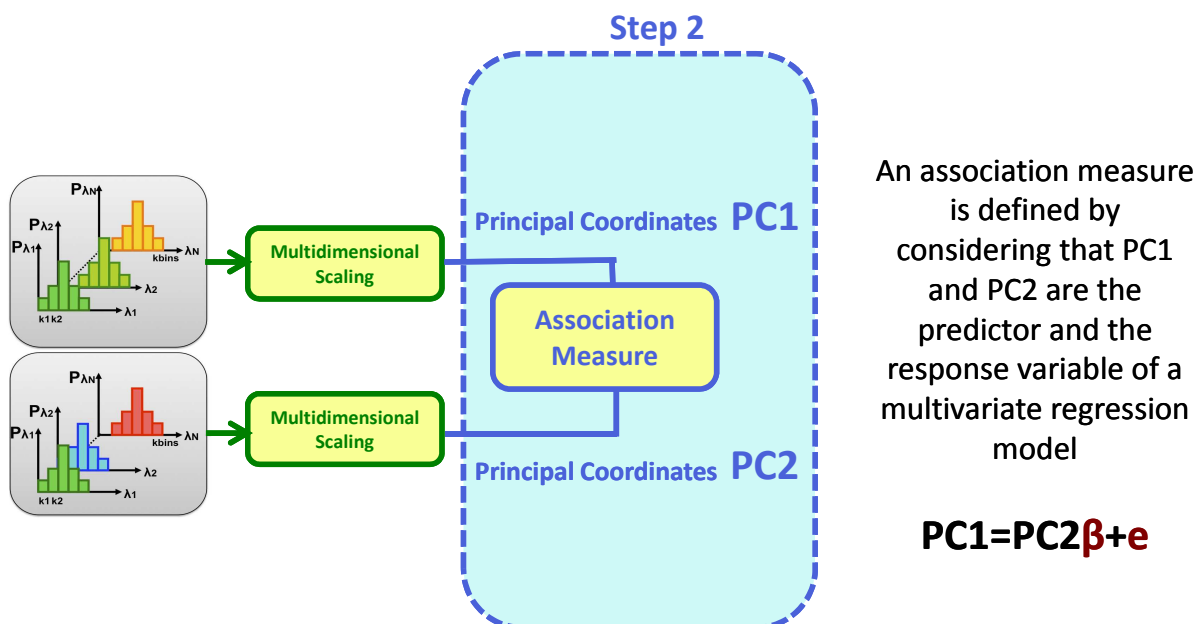 Step 2
PλN
Pλ2
Pλ1
λN
kbins
λ2
k1 k2
λ1
Multidimensional
Scaling
Principal Coordinates PC1
Association
Measure
PλN
Pλ2
Pλ1
λN
kbins
λ2
k1 k2
λ1
Multidimensional
Scaling
Principal Coordinates PC2
An association measure
is defined by
considering that PC1
and PC2 are the
predictor and the
response variable of a
multivariate regression
model
PC1=PC2β+e